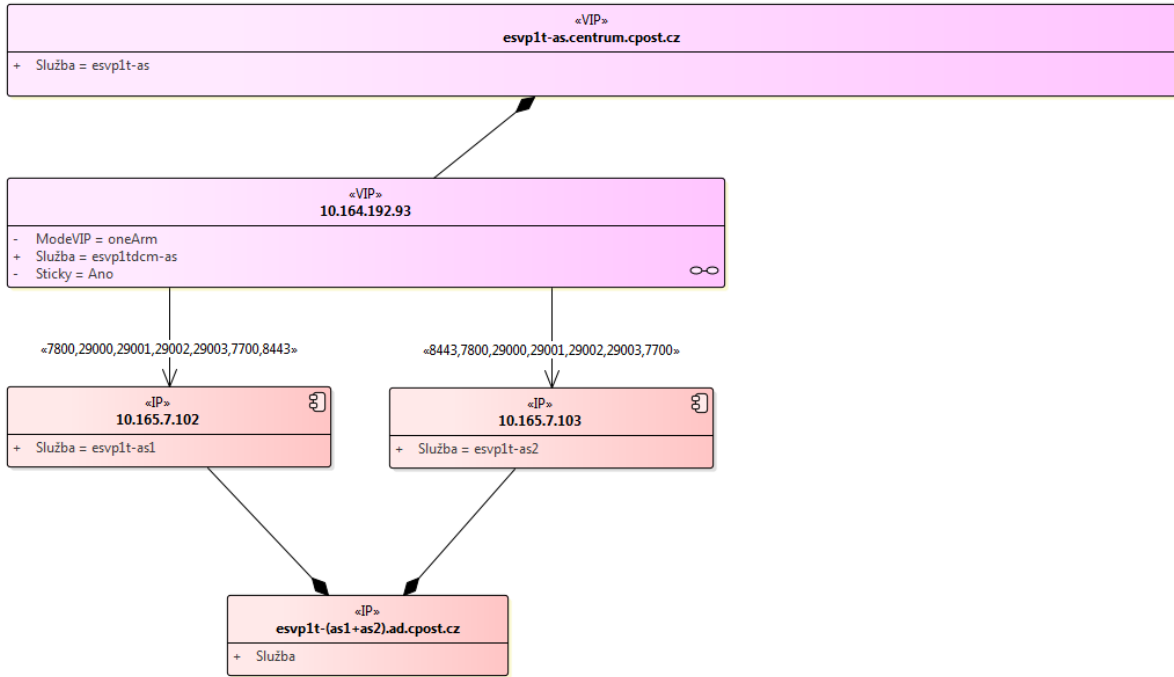 «VIP»
esvp1t-as.centrum.cpost.cz
+ Služba = esvp1t-as
«VIP»
10.164.192.93
- ModeVIP = oneArm
+ Služba = esvp1tdcm-as
- Sticky = Ano
«7800,29000,29001,29002,29003,7700,8443»
«8443,7800,29000,29001,29002,29003,7700»
«IP»
10.165.7.102
+ Služba = esvp1t-as1
«IP»
10.165.7.103
+ Služba = esvp1t-as2
«IP»
esvp1t-(as1+as2).ad.cpost.cz
+ Služba